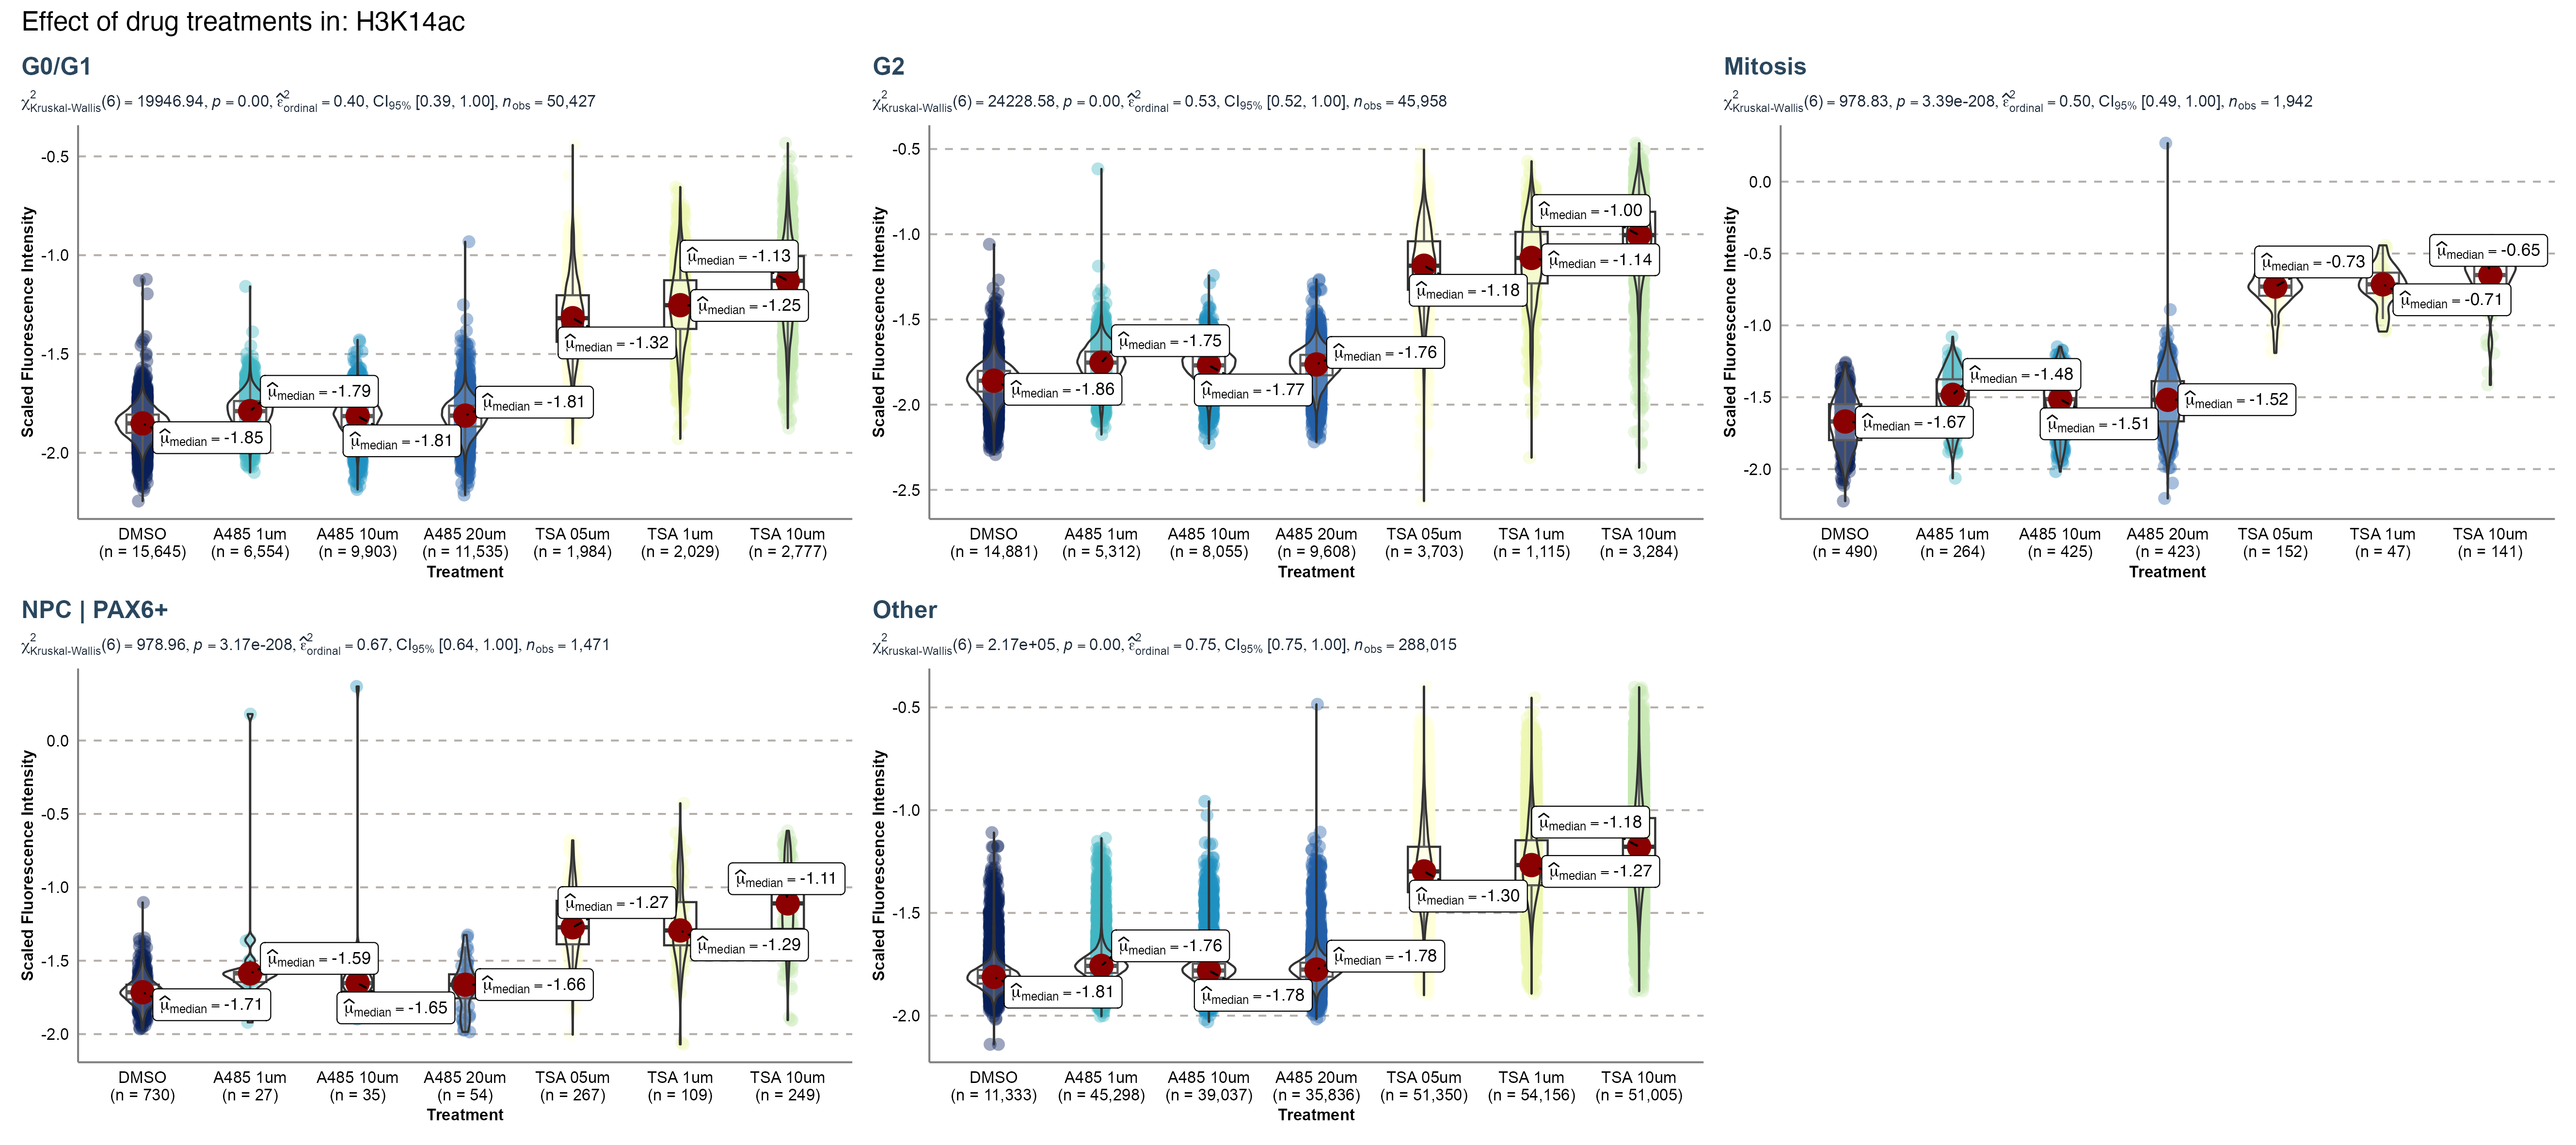 Effect of drug treatments in: H3K14ac
G0/G1
χ²Kruskal-Wallis(6) = 19946.94, p = 0.00, ε̂²ordinal = 0.40, CI95% [0.39, 1.00], nobs = 50,427
Scaled Fluorescence Intensity
-0.5
-1.0
-1.5
-2.0
μ̂median = -1.85
μ̂median = -1.79
μ̂median = -1.81
μ̂median = -1.81
μ̂median = -1.32
μ̂median = -1.25
μ̂median = -1.13
DMSO A485 1um A485 10um A485 20um TSA 05um TSA 1um TSA 10um
(n = 15,645) (n = 6,554) (n = 9,903) (n = 11,535) (n = 1,984) (n = 2,029) (n = 2,777)
Treatment
G2
χ²Kruskal-Wallis(6) = 24228.58, p = 0.00, ε̂²ordinal = 0.53, CI95% [0.52, 1.00], nobs = 45,958
Scaled Fluorescence Intensity
-0.5
-1.0
-1.5
-2.0
-2.5
μ̂median = -1.86
μ̂median = -1.75
μ̂median = -1.77
μ̂median = -1.76
μ̂median = -1.18
μ̂median = -1.14
μ̂median = -1.00
DMSO A485 1um A485 10um A485 20um TSA 05um TSA 1um TSA 10um
(n = 14,881) (n = 5,312) (n = 8,055) (n = 9,608) (n = 3,703) (n = 1,115) (n = 3,284)
Treatment
Mitosis
χ²Kruskal-Wallis(6) = 978.83, p = 3.39e-208, ε̂²ordinal = 0.50, CI95% [0.49, 1.00], nobs = 1,942
Scaled Fluorescence Intensity
0.0
-0.5
-1.0
-1.5
-2.0
μ̂median = -1.67
μ̂median = -1.48
μ̂median = -1.51
μ̂median = -1.52
μ̂median = -0.73
μ̂median = -0.71
μ̂median = -0.65
DMSO A485 1um A485 10um A485 20um TSA 05um TSA 1um TSA 10um
(n = 490) (n = 264) (n = 425) (n = 423) (n = 152) (n = 47) (n = 141)
Treatment
NPC | PAX6+
χ²Kruskal-Wallis(6) = 978.96, p = 3.17e-208, ε̂²ordinal = 0.67, CI95% [0.64, 1.00], nobs = 1,471
Scaled Fluorescence Intensity
0.0
-0.5
-1.0
-1.5
-2.0
μ̂median = -1.71
μ̂median = -1.59
μ̂median = -1.65
μ̂median = -1.66
μ̂median = -1.27
μ̂median = -1.29
μ̂median = -1.11
DMSO A485 1um A485 10um A485 20um TSA 05um TSA 1um TSA 10um
(n = 730) (n = 27) (n = 35) (n = 54) (n = 267) (n = 109) (n = 249)
Treatment
Other
χ²Kruskal-Wallis(6) = 2.17e+05, p = 0.00, ε̂²ordinal = 0.75, CI95% [0.75, 1.00], nobs = 288,015
Scaled Fluorescence Intensity
-0.5
-1.0
-1.5
-2.0
μ̂median = -1.81
μ̂median = -1.76
μ̂median = -1.78
μ̂median = -1.78
μ̂median = -1.30
μ̂median = -1.27
μ̂median = -1.18
DMSO A485 1um A485 10um A485 20um TSA 05um TSA 1um TSA 10um
(n = 11,333) (n = 45,298) (n = 39,037) (n = 35,836) (n = 51,350) (n = 54,156) (n = 51,005)
Treatment